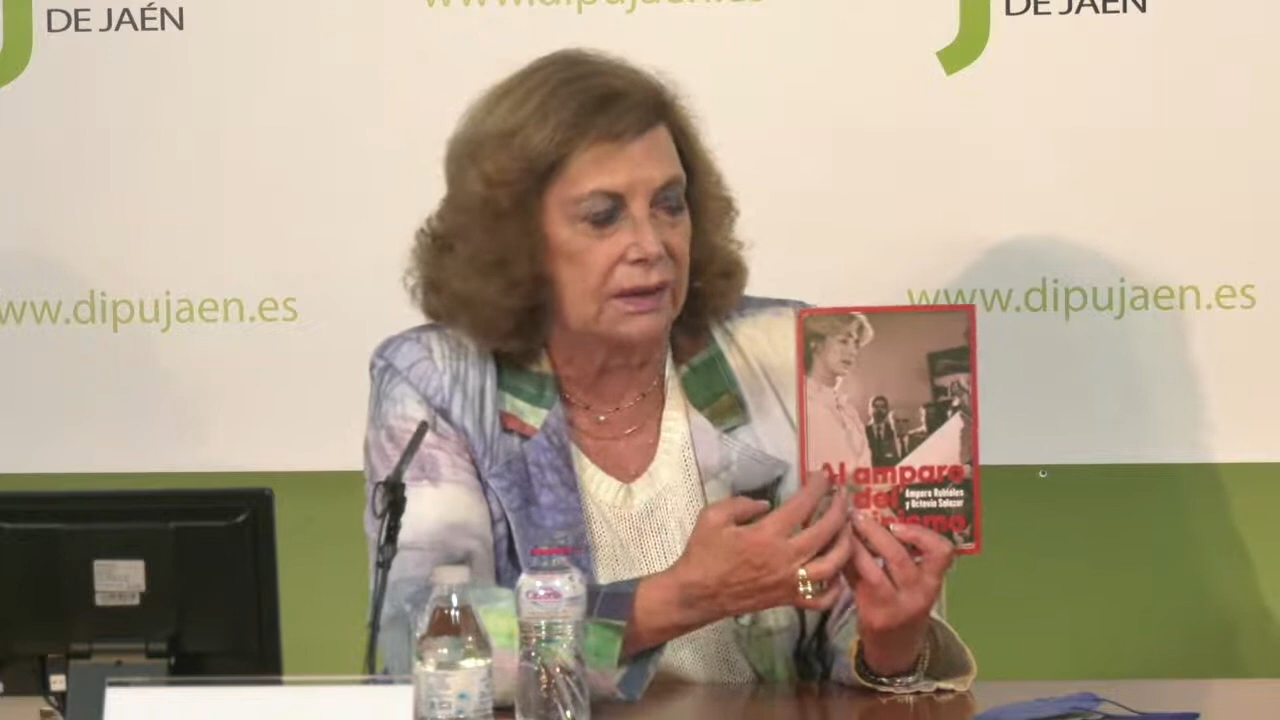 DE JAÉN
www.dipujaen.es
DE JAÉN
www.dipujaen.es
www.dipujaen.es
Al amparo
del
Amparo Rubiales
y Octavio Salazar